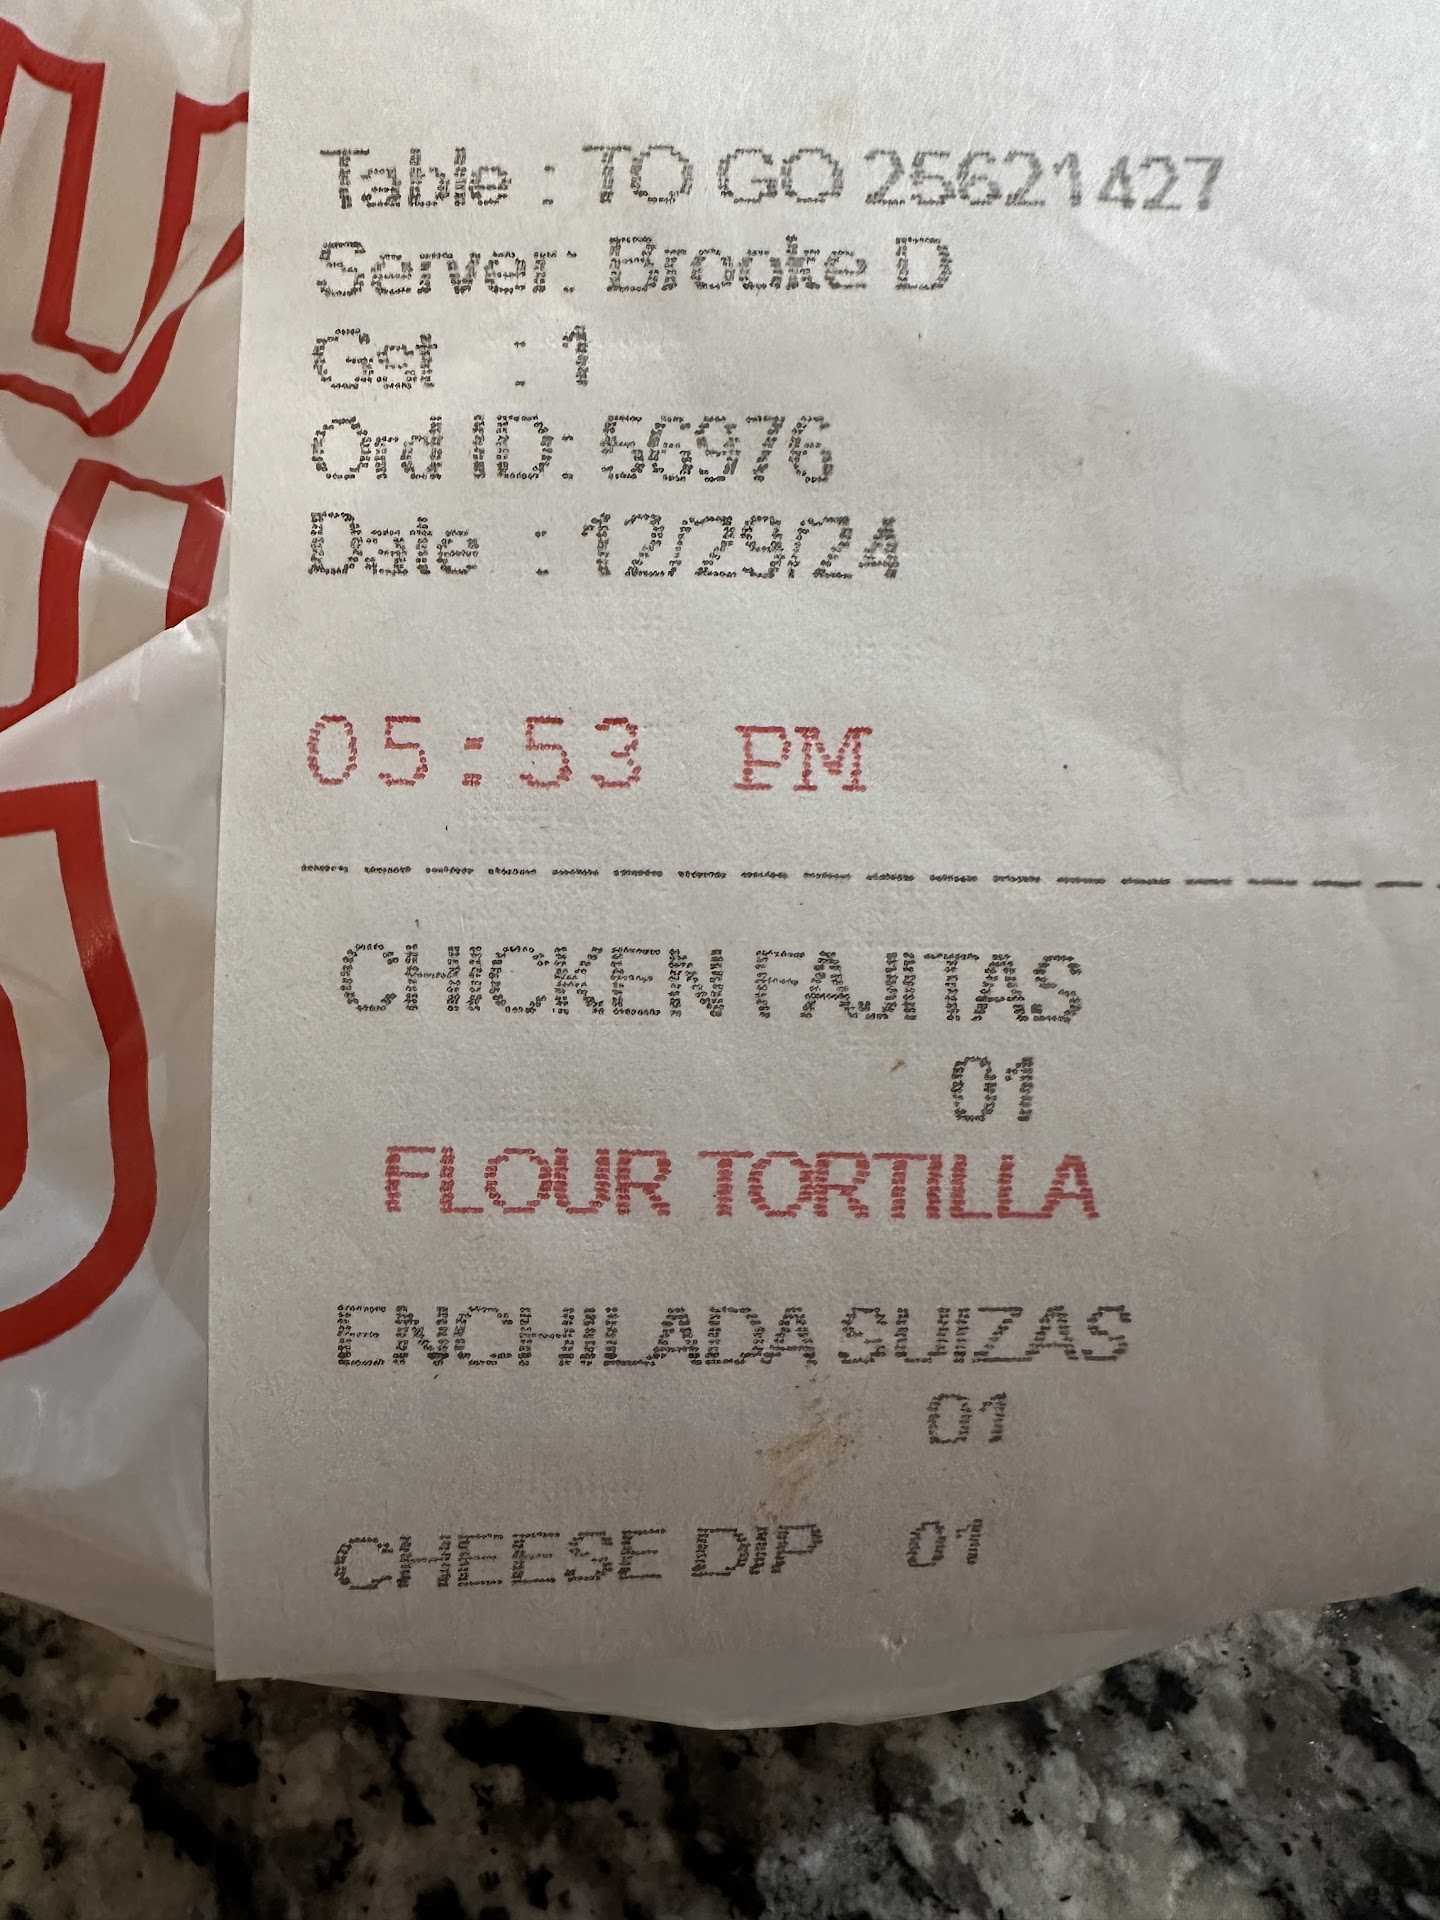 Table : TO GO 25621427
Server: Brooke D
Gst : 1
Ord ID: 56976
Date : 12/29/24
05:53 PM
CHICKEN FAJITAS
01
FLOUR TORTILLA
ENCHILADA SUIZAS
01
CHEESE DIP 01